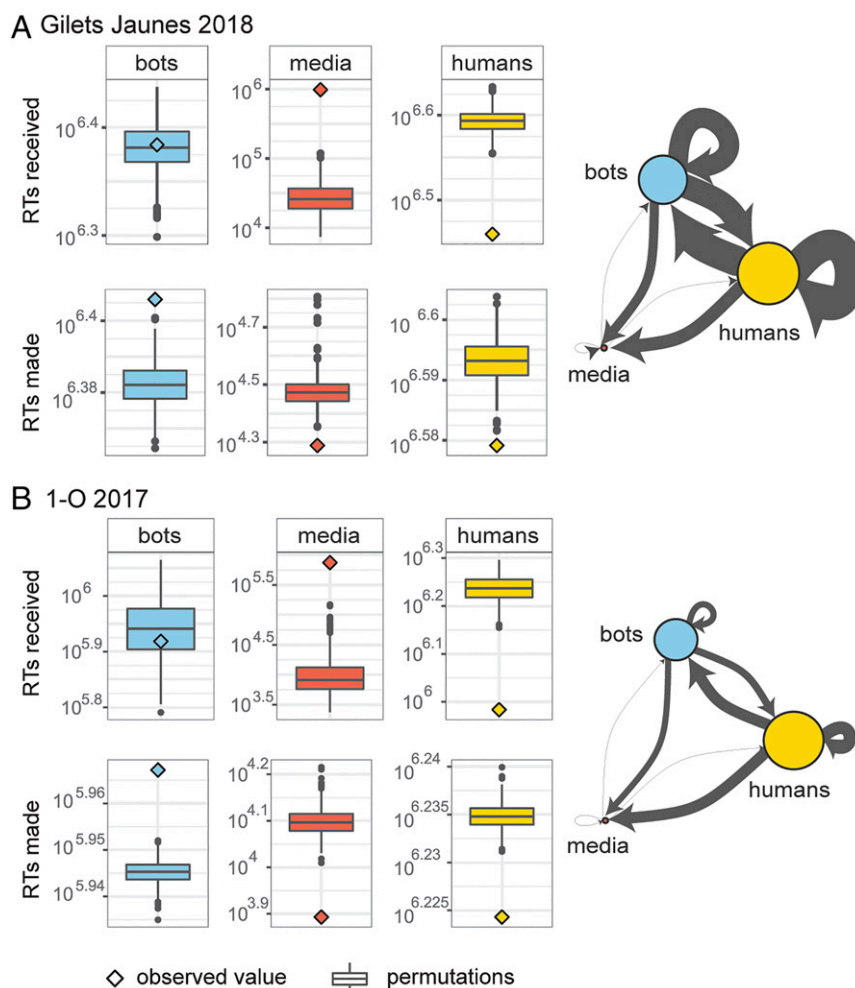 A Gilets Jaunes 2018
bots media humans
RTs received
10^6.4
10^6.3
10^6
10^5
10^4
10^6.6
10^6.5
bots
humans
media
RTs made
10^6.4
10^6.38
10^4.7
10^4.5
10^4.3
10^6.6
10^6.59
10^6.58
B 1-O 2017
bots media humans
RTs received
10^6
10^5.9
10^5.8
10^5.5
10^4.5
10^3.5
10^6.3
10^6.2
10^6.1
10^6
bots
humans
media
RTs made
10^5.96
10^5.95
10^5.94
10^4.2
10^4.1
10^4
10^3.9
10^6.24
10^6.235
10^6.23
10^6.225
observed value permutations